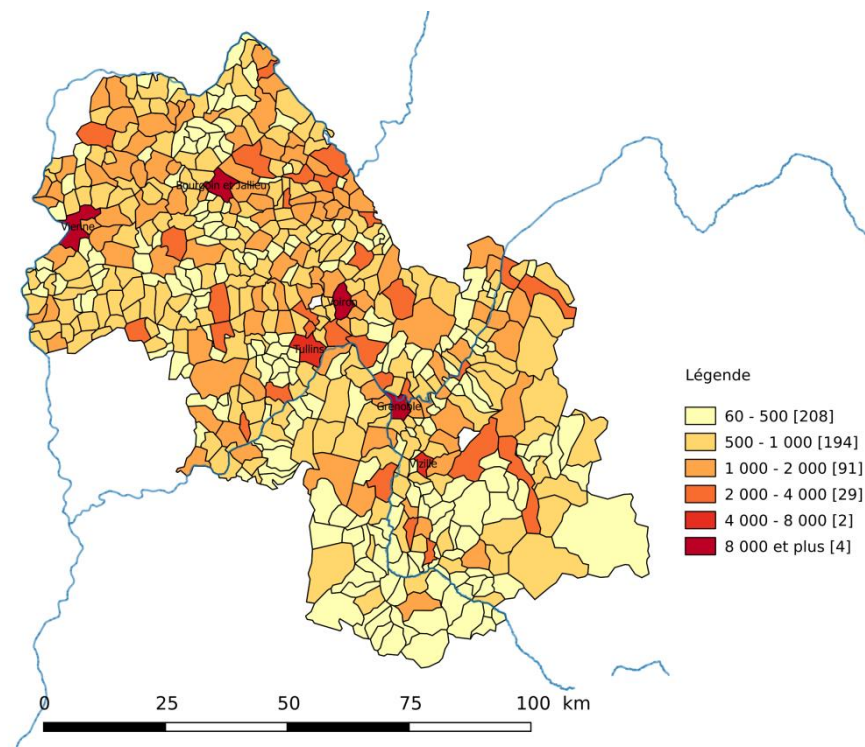 Bourgoin et Jallieu
Vienne
Voiron
Tullins
Grenoble
Vizille
Légende
60 - 500 [208]
500 - 1 000 [194]
1 000 - 2 000 [91]
2 000 - 4 000 [29]
4 000 - 8 000 [2]
8 000 et plus [4]
0 25 50 75 100 km